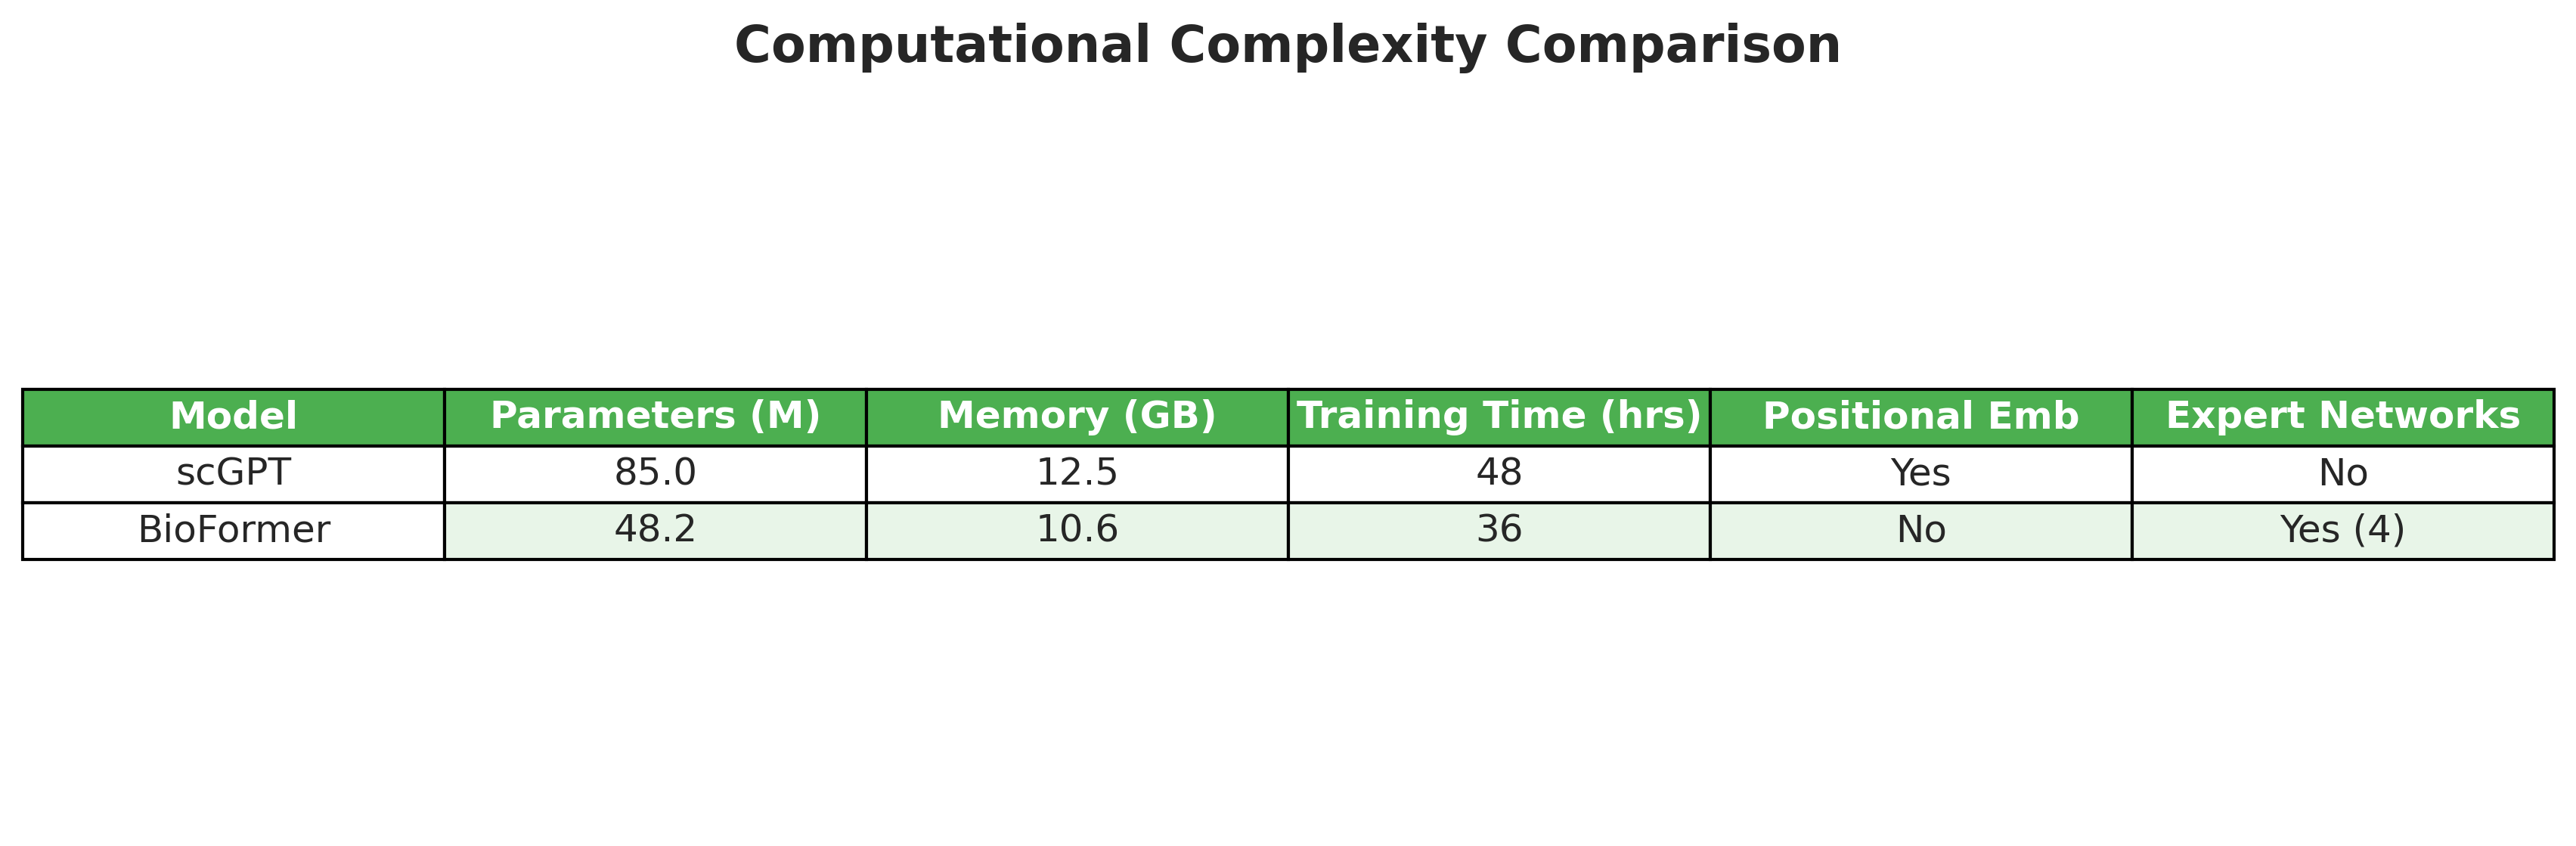 Computational Complexity Comparison
Model Parameters (M) Memory (GB) Training Time (hrs) Positional Emb Expert Networks
scGPT 85.0 12.5 48 Yes No
BioFormer 48.2 10.6 36 No Yes (4)